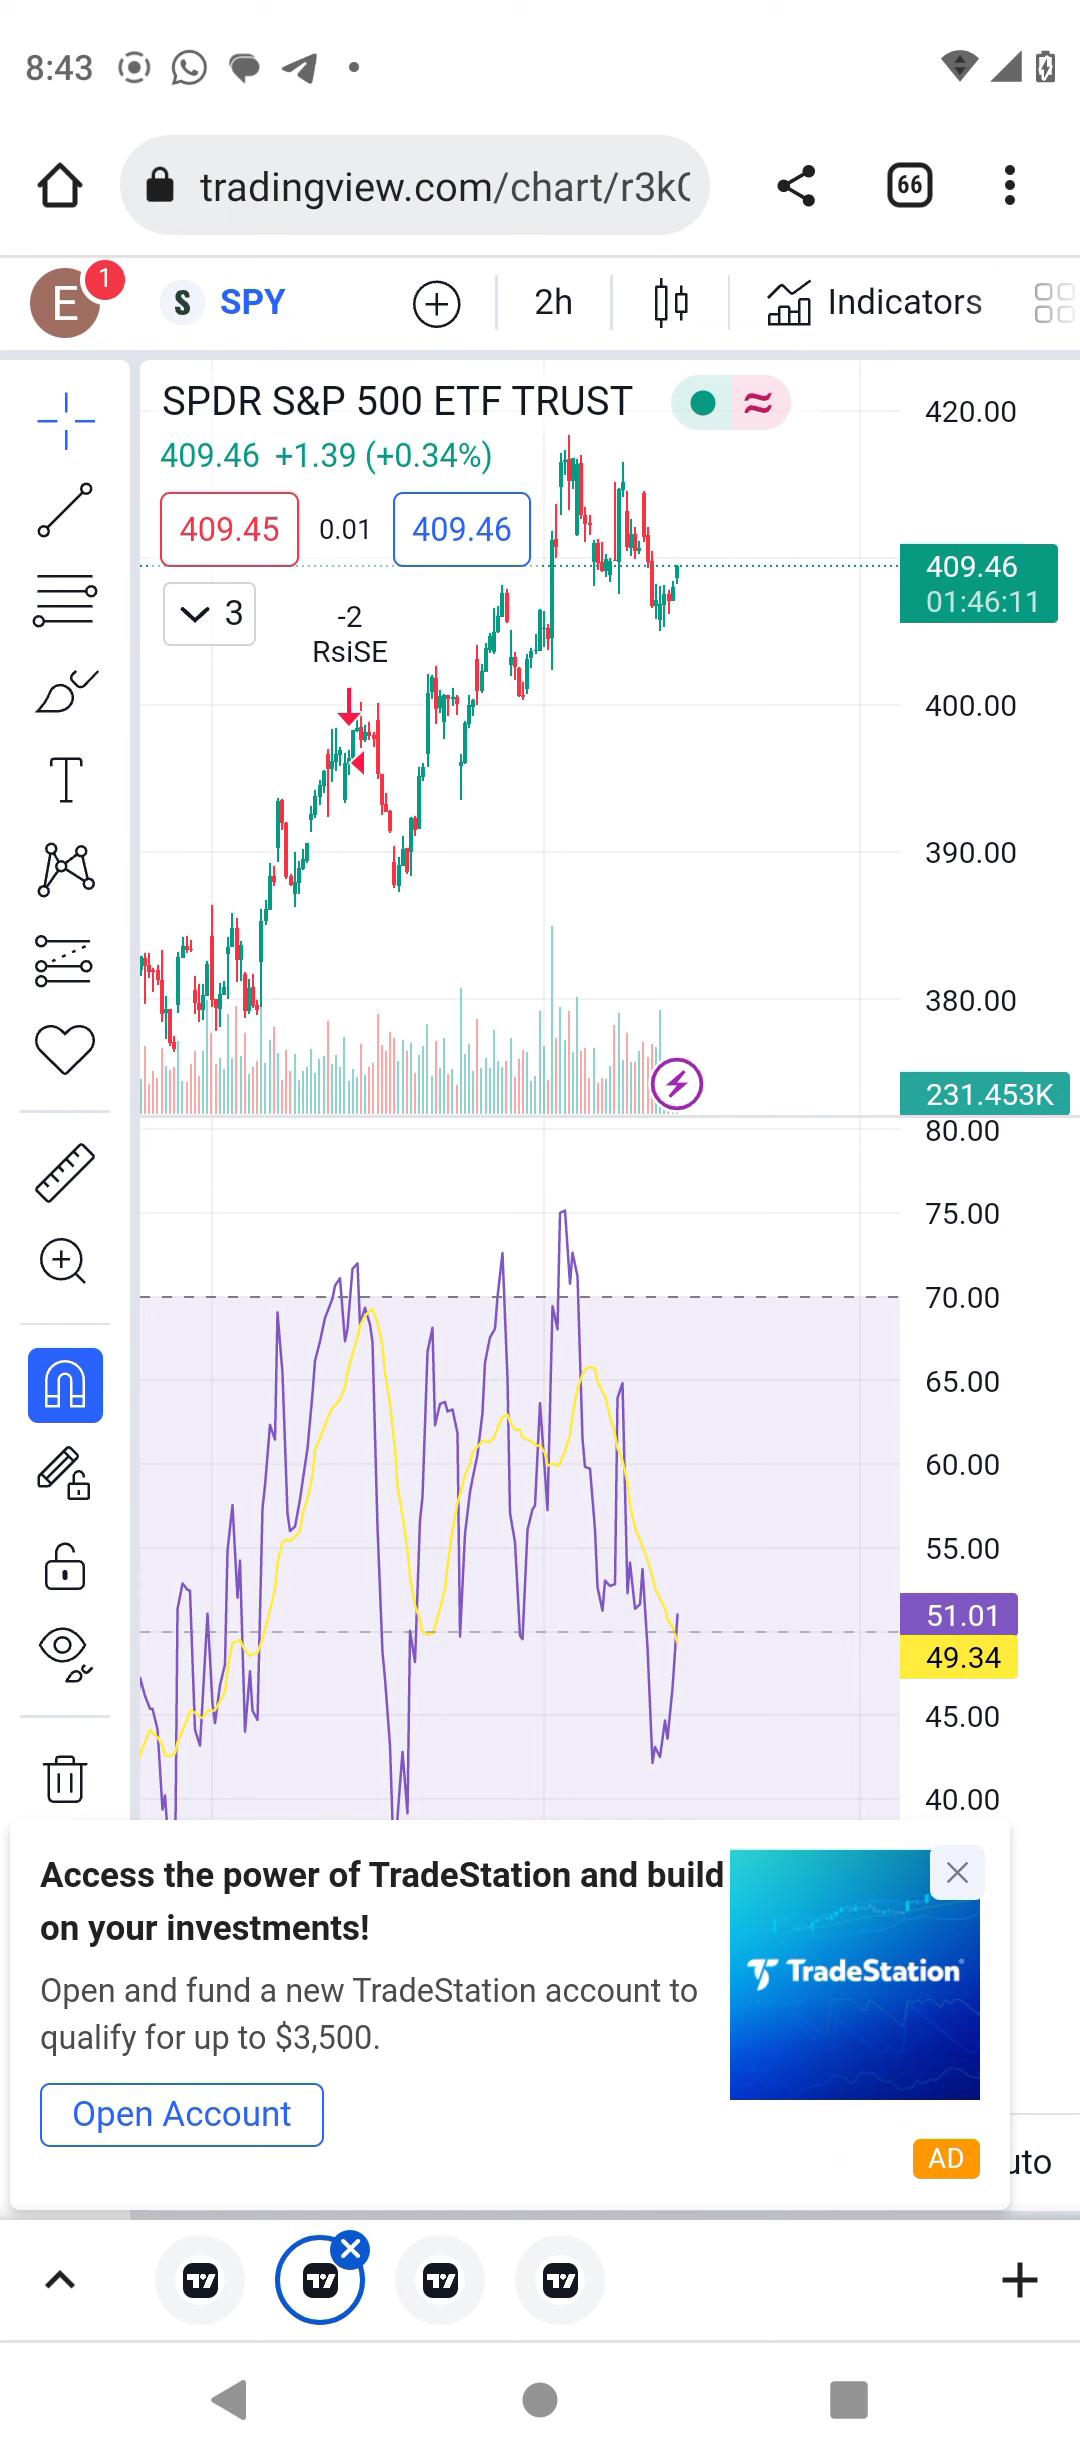 8:43
tradingview.com/chart/r3k
66
E
1
S SPY
2h
Indicators
SPDR S&P 500 ETF TRUST
409.46 +1.39 (+0.34%)
409.45 0.01 409.46
3
-2
RsiSE
420.00
409.46
01:46:11
400.00
390.00
380.00
231.453K
80.00
75.00
70.00
65.00
60.00
55.00
51.01
49.34
45.00
40.00
Access the power of TradeStation and build
on your investments!
Open and fund a new TradeStation account to
qualify for up to $3,500.
Open Account
TradeStation
AD
uto